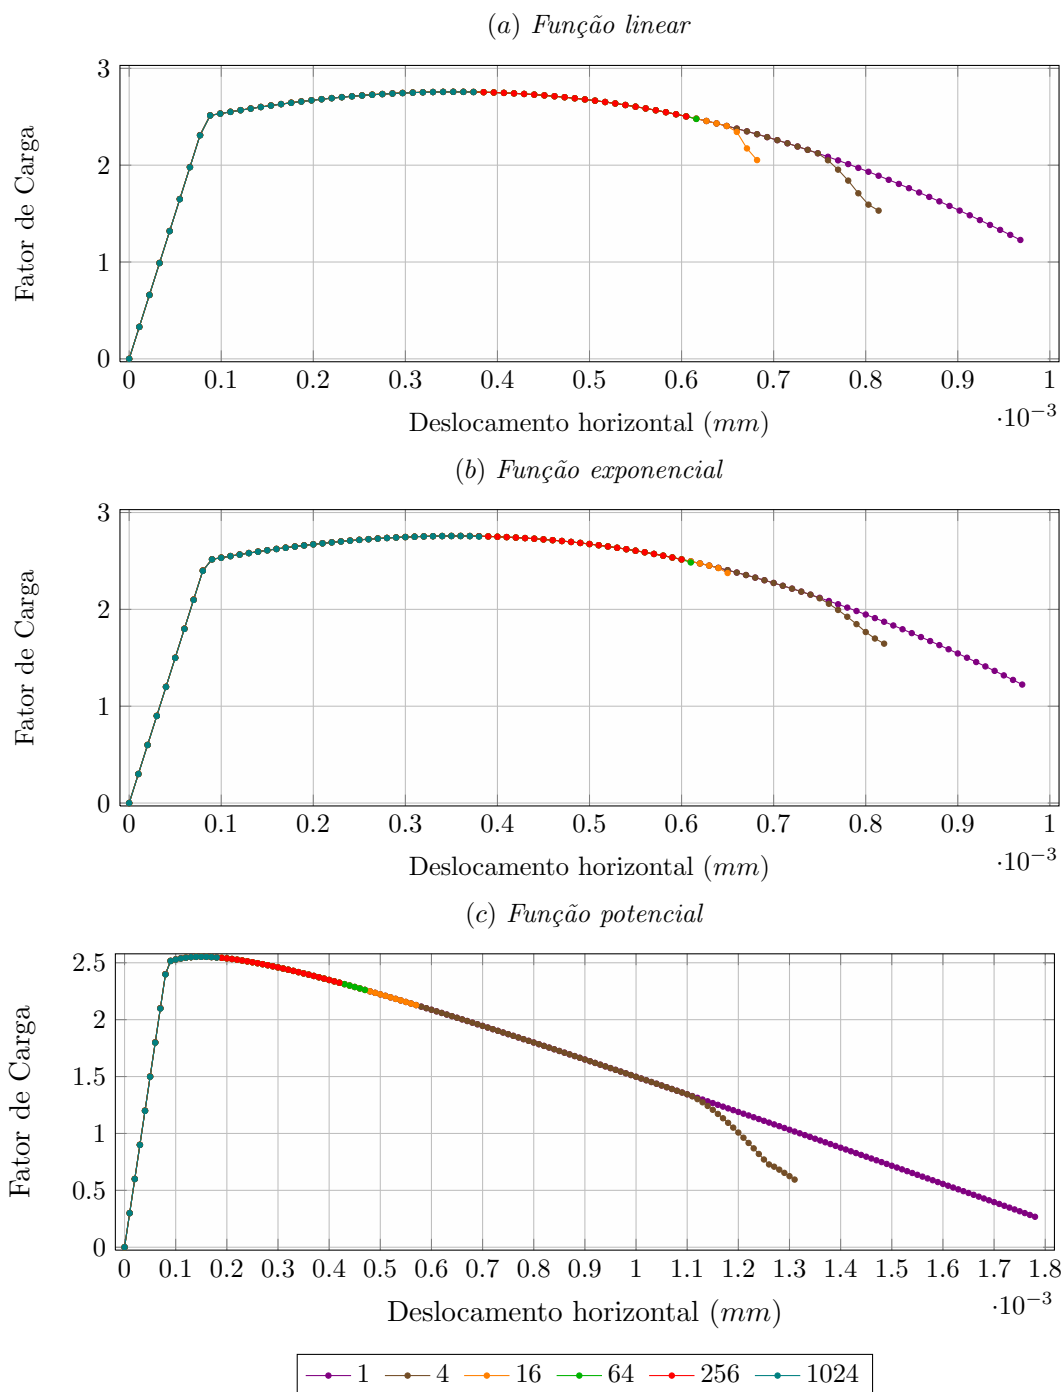 (a) Função linear
3
2
1
0
Fator de Carga
0 0.1 0.2 0.3 0.4 0.5 0.6 0.7 0.8 0.9 1
·10−3
Deslocamento horizontal (mm)
(b) Função exponencial
3
2
1
0
Fator de Carga
0 0.1 0.2 0.3 0.4 0.5 0.6 0.7 0.8 0.9 1
·10−3
Deslocamento horizontal (mm)
(c) Função potencial
2.5
2
1.5
1
0.5
0
Fator de Carga
0 0.1 0.2 0.3 0.4 0.5 0.6 0.7 0.8 0.9 1 1.1 1.2 1.3 1.4 1.5 1.6 1.7 1.8
·10−3
Deslocamento horizontal (mm)
1 4 16 64 256 1024